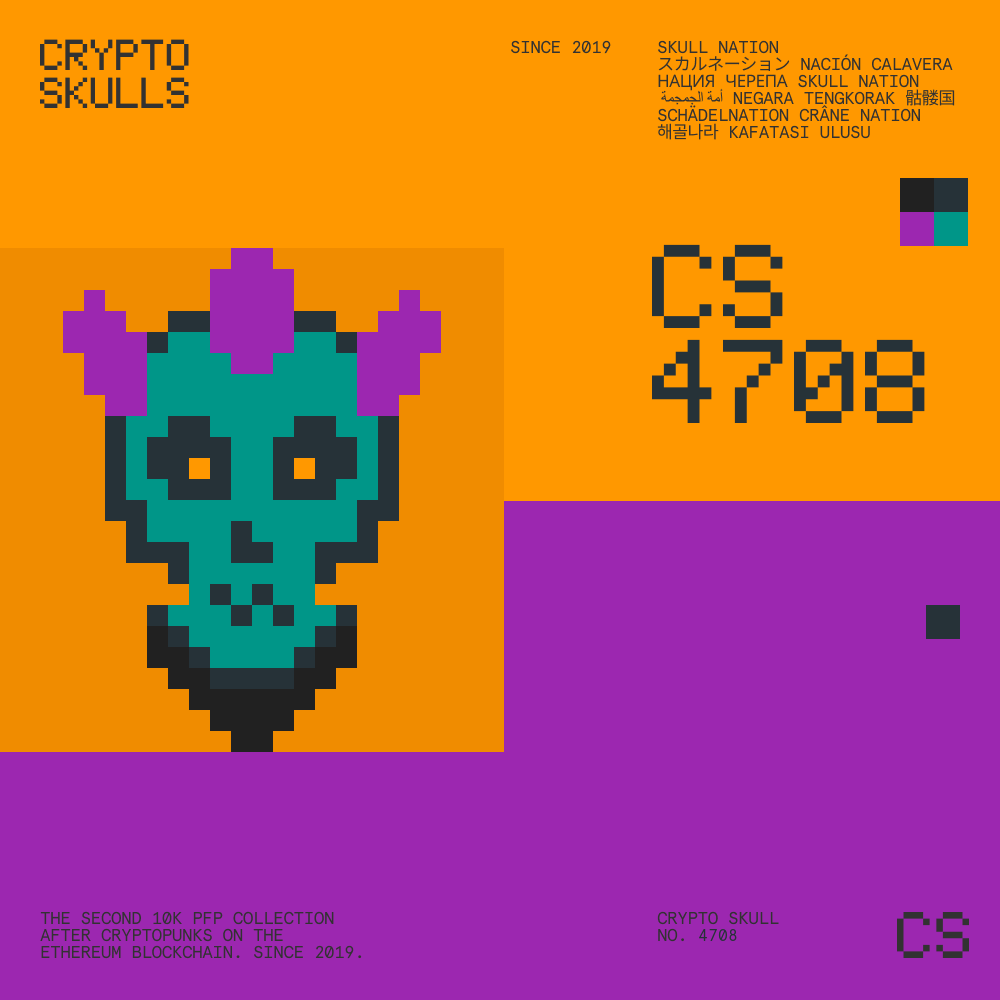 CRYPTO
SKULLS
SINCE 2019
SKULL NATION
スカルネーション NACIÓN CALAVERA
НАЦИЯ ЧЕРЕПА SKULL NATION
أمة الجمجمة NEGARA TENGKORAK 骷髅国
SCHÄDELNATION CRÂNE NATION
해골나라 KAFATASI ULUSU
CS
4708
THE SECOND 10K PFP COLLECTION
AFTER CRYPTOPUNKS ON THE
ETHEREUM BLOCKCHAIN. SINCE 2019.
CRYPTO SKULL
NO. 4708
CS